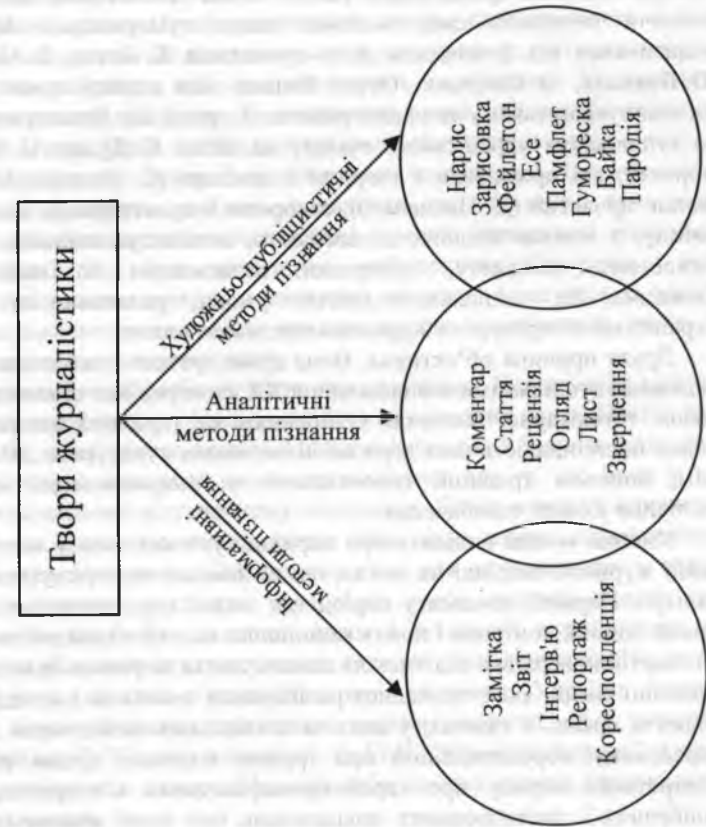 Твори журналістики
Інформативні
методи пізнання
Аналітичні
методи пізнання
Художньо-публіцистичні
методи пізнання
Замітка
Звіт
Інтерв'ю
Репортаж
Кореспонденція
Коментар
Стаття
Рецензія
Огляд
Лист
Звернення
Нарис
Зарисовка
Фейлетон
Есе
Памфлет
Гумореска
Байка
Пародія